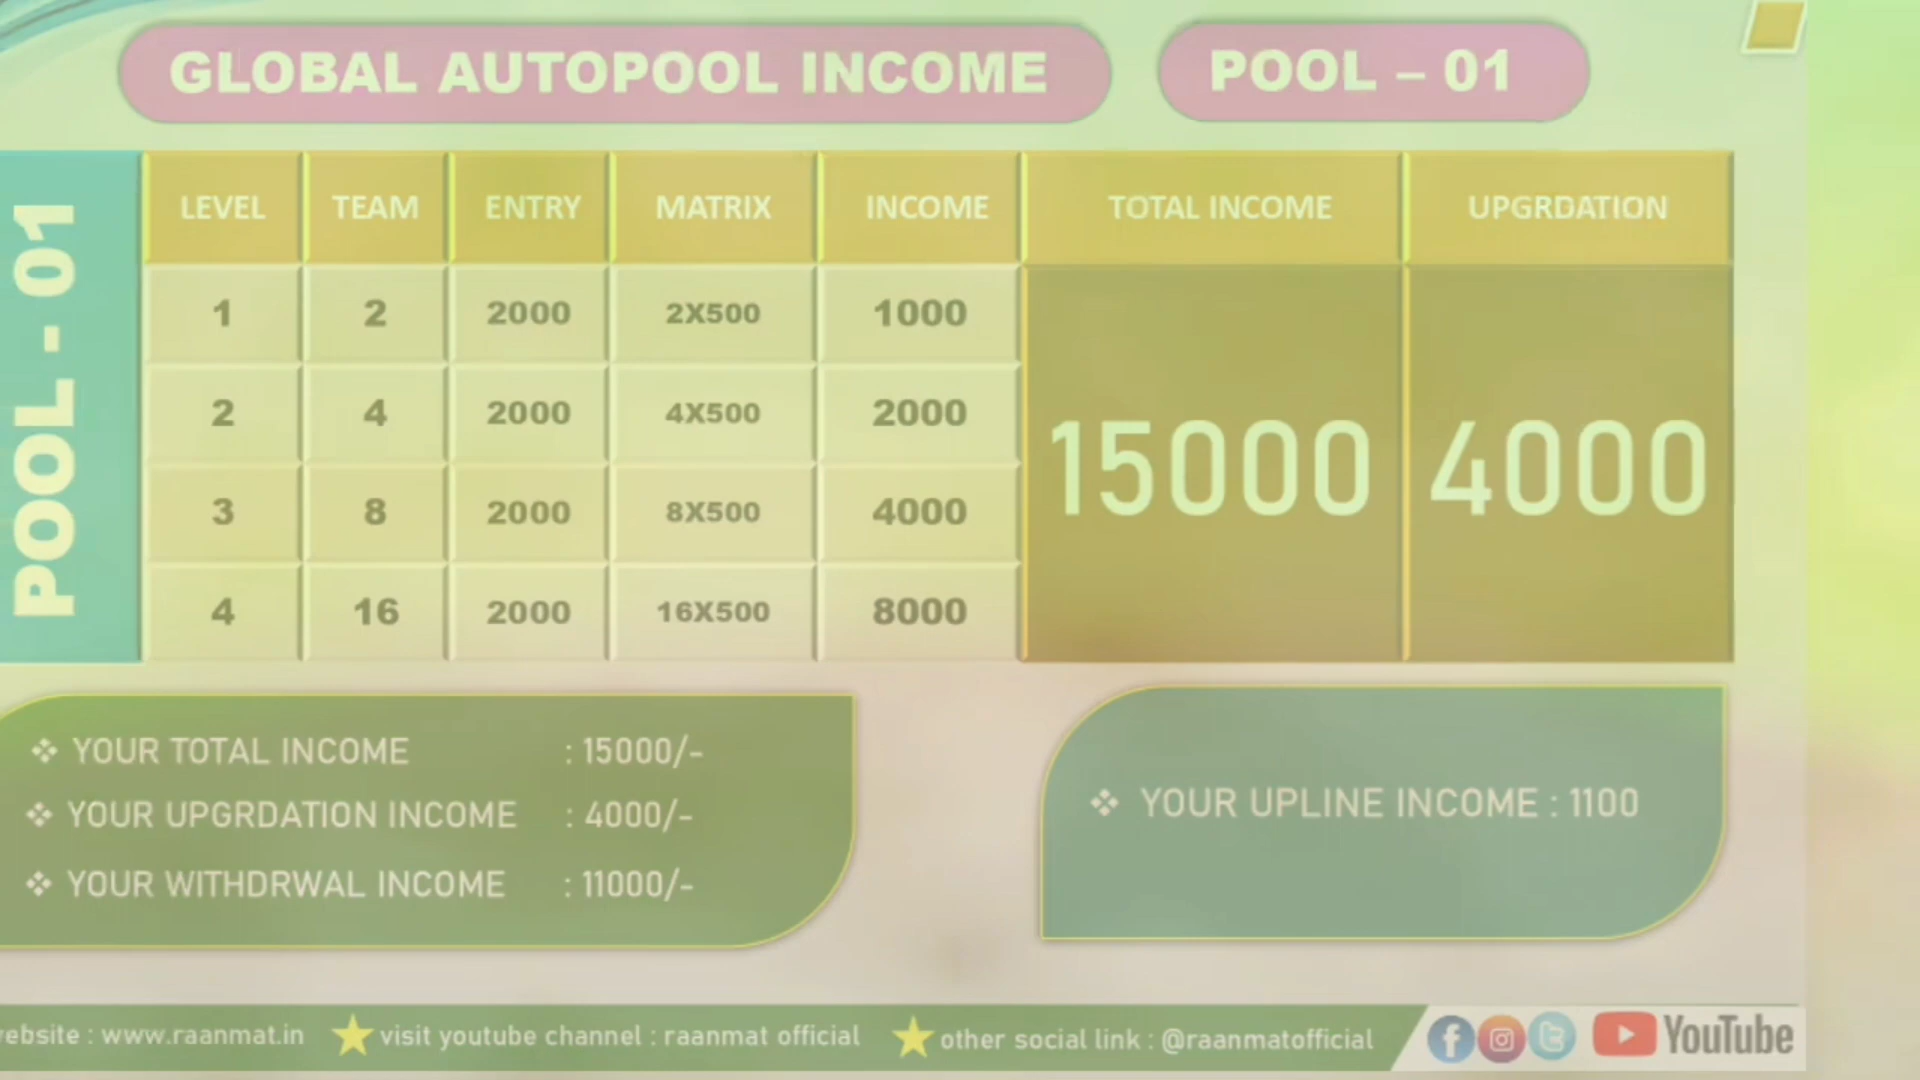 GLOBAL AUTOPOOL INCOME
POOL – 01
POOL - 01
LEVEL TEAM ENTRY MATRIX INCOME TOTAL INCOME UPGRDATION
1 2 2000 2X500 1000
2 4 2000 4X500 2000
3 8 2000 8X500 4000
4 16 2000 16X500 8000
15000 4000
❖ YOUR TOTAL INCOME : 15000/-
❖ YOUR UPGRDATION INCOME : 4000/-
❖ YOUR WITHDRWAL INCOME : 11000/-
❖ YOUR UPLINE INCOME : 1100
ebsite : www.raanmat.in visit youtube channel : raanmat official other social link : @raanmatofficial YouTube